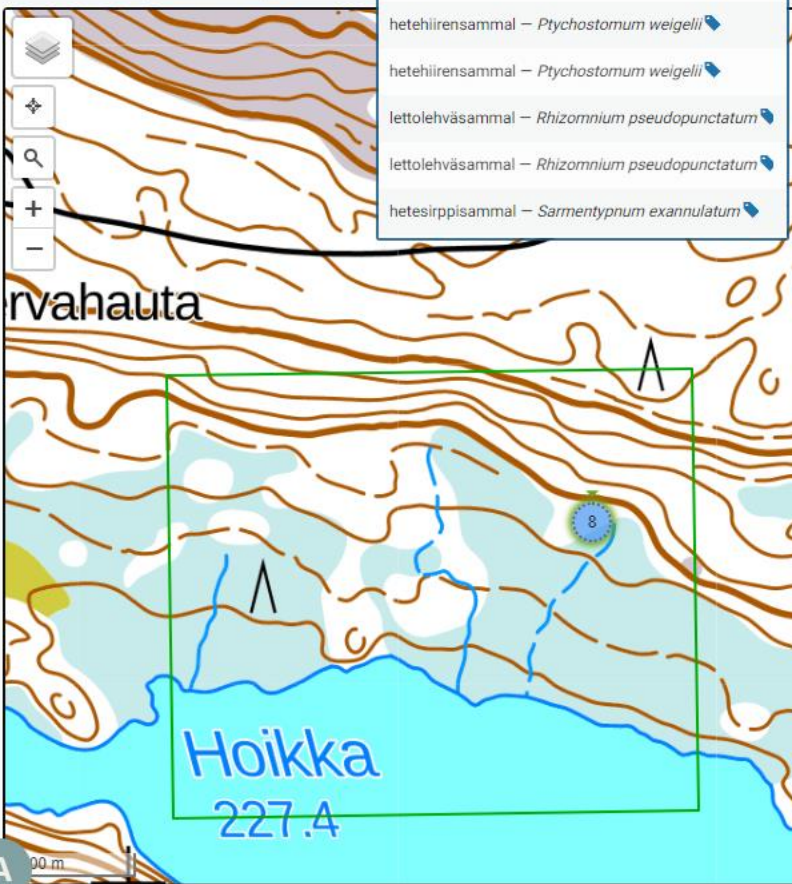 hetehiirensammal — Ptychostomum weigelii
hetehiirensammal — Ptychostomum weigelii
lettolehväsammal — Rhizomnium pseudopunctatum
lettolehväsammal — Rhizomnium pseudopunctatum
hetesirppisammal — Sarmentypnum exannulatum
+
−
rvahauta
8
Hoikka
227.4
A
00 m